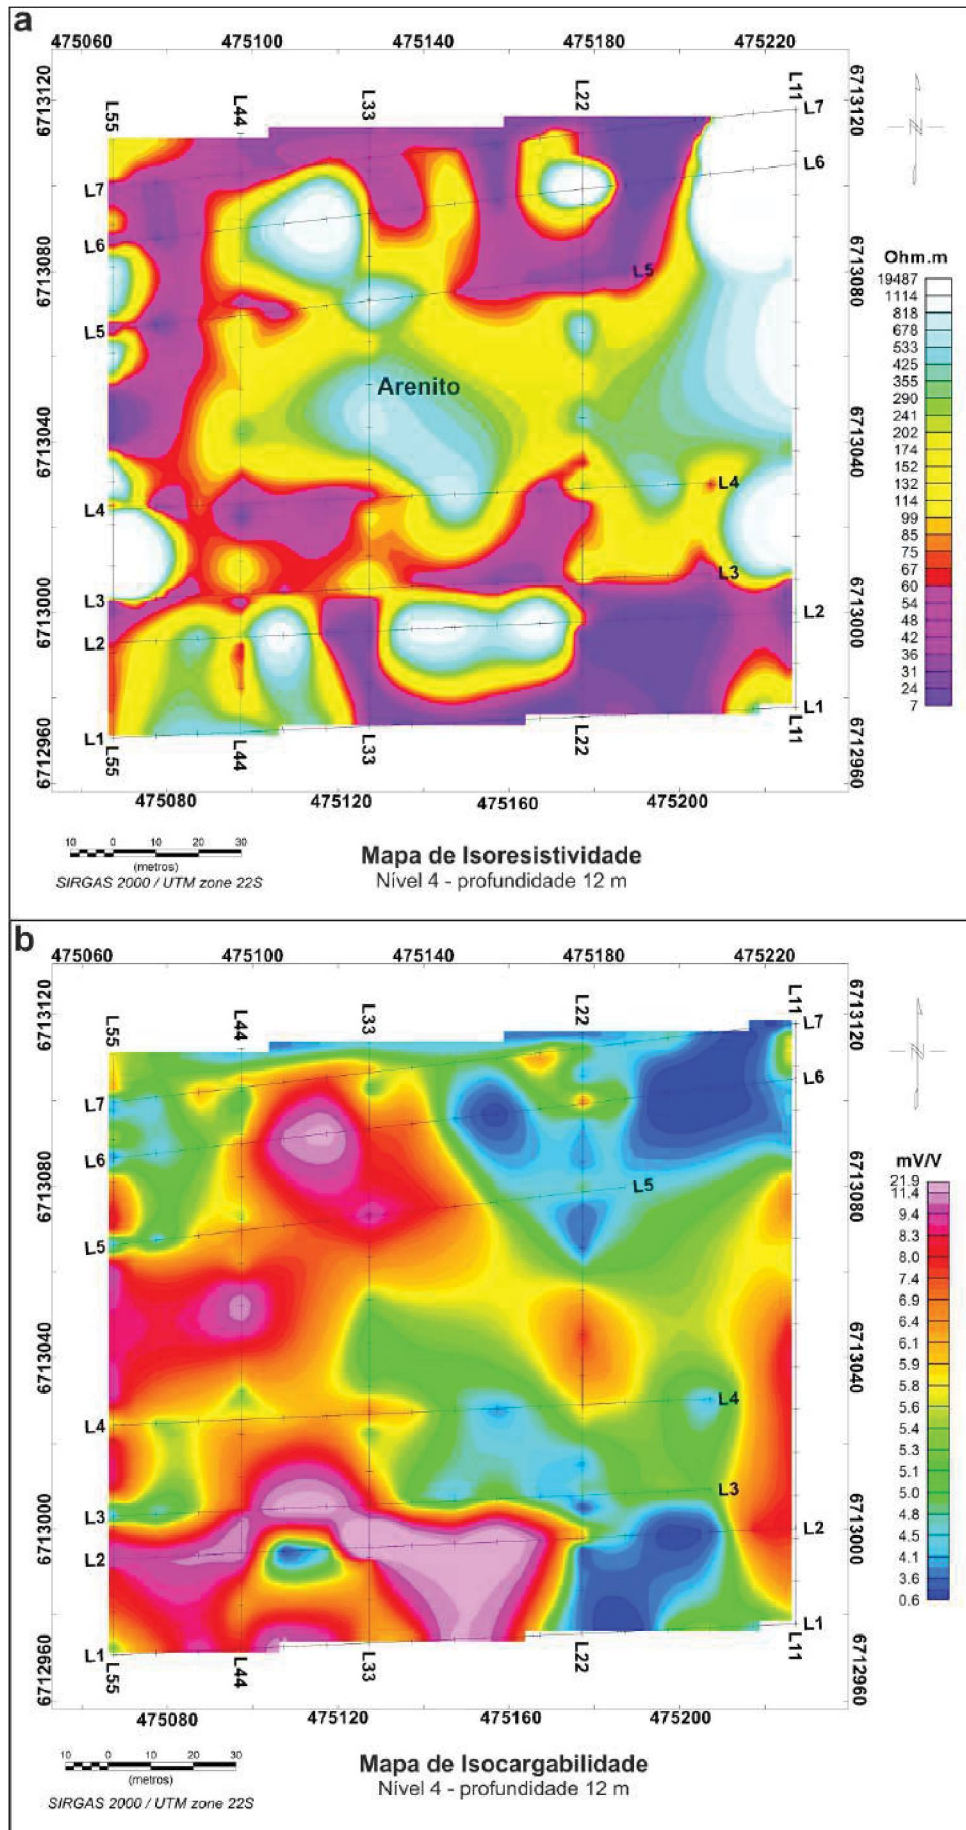 a
475060 475100 475140 475180 475220
6713120
6713080
6713040
6713000
6712960
6713120
6713080
6713040
6713000
6712960
L55 L44 L33 L22 L11
L7
L6
L7
L6
L5
L5
Arenito
L4
L4
L3
L3
L2
L2
L1
L1
L55 L44 L33 L22 L11
475080 475120 475160 475200
Ohm.m
19487
1114
818
678
533
425
355
290
241
202
174
152
132
114
99
85
75
67
60
54
48
42
36
31
24
7
10 0 10 20 30
(metros)
SIRGAS 2000 / UTM zone 22S
Mapa de Isoresistividade
Nível 4 - profundidade 12 m
b
475060 475100 475140 475180 475220
6713120
6713080
6713040
6713000
6712960
6713120
6713080
6713040
6713000
6712960
L55 L44 L33 L22 L11
L7
L6
L7
L6
L5
L5
L4
L4
L3
L3
L2
L2
L1
L1
L55 L44 L33 L22 L11
475080 475120 475160 475200
mV/V
21.9
11.4
9.4
8.3
8.0
7.4
6.9
6.4
6.1
5.9
5.8
5.6
5.4
5.3
5.1
5.0
4.8
4.5
4.1
3.6
0.6
10 0 10 20 30
(metros)
SIRGAS 2000 / UTM zone 22S
Mapa de Isocargabilidade
Nível 4 - profundidade 12 m